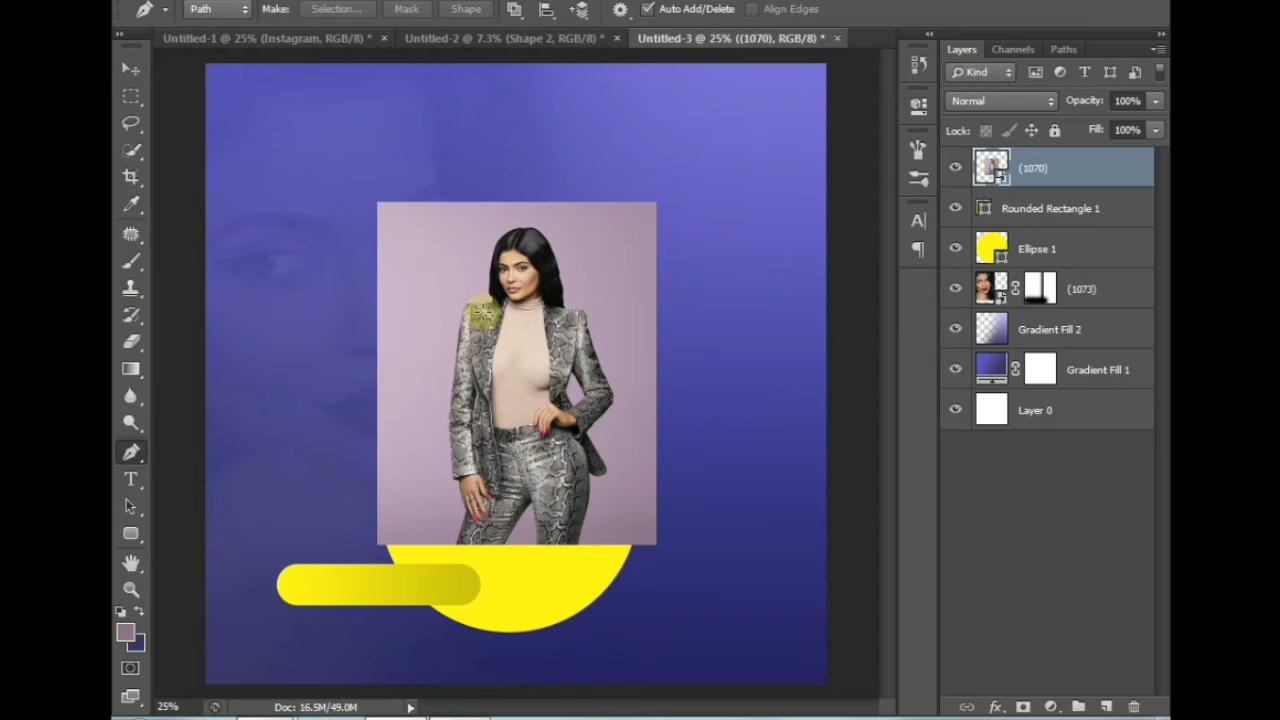 Path
Make:
Selection...
Mask
Shape
Auto Add/Delete
Align Edges
Untitled-1 @ 25% (Instagram, RGB/8) *
Untitled-2 @ 7.3% (Shape 2, RGB/8) *
Untitled-3 @ 25% ((1070), RGB/8) *
Layers
Channels
Paths
Kind
Normal
Opacity:
100%
Lock:
Fill:
100%
(1070)
Rounded Rectangle 1
Ellipse 1
(1073)
Gradient Fill 2
Gradient Fill 1
Layer 0
25%
Doc: 16.5M/49.0M